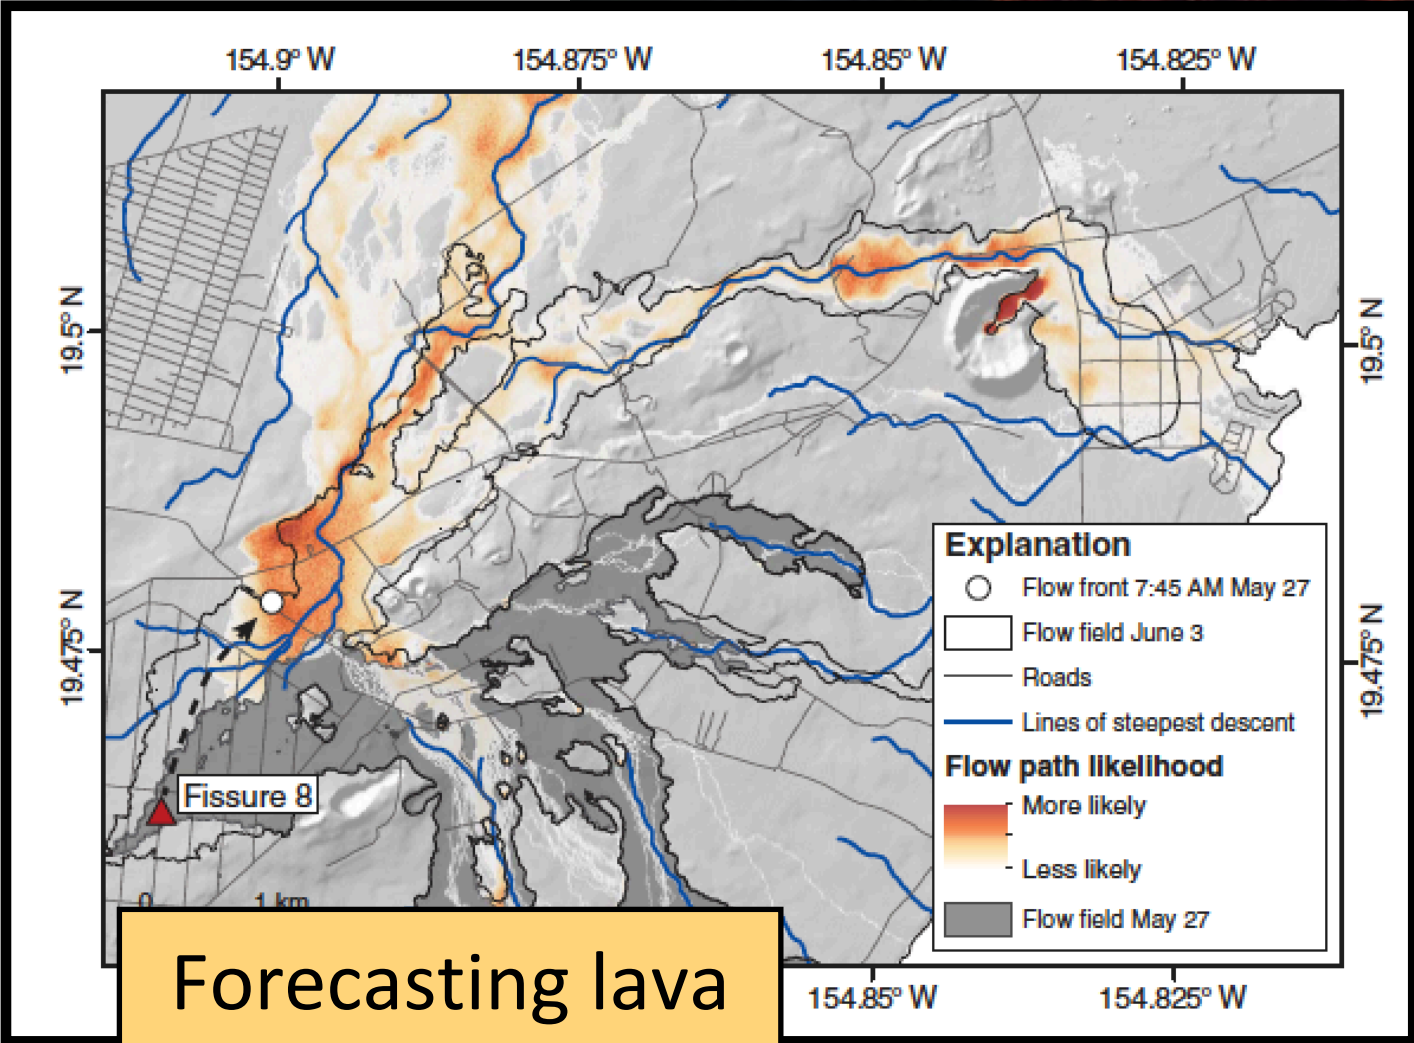 154.9° W
154.875° W
154.85° W
154.825° W
19.5° N
19.5° N
19.475° N
19.475° N
Fissure 8
0
1 km
Explanation
Flow front 7:45 AM May 27
Flow field June 3
Roads
Lines of steepest descent
Flow path likelihood
More likely
Less likely
Flow field May 27
Forecasting lava
154.85° W
154.825° W